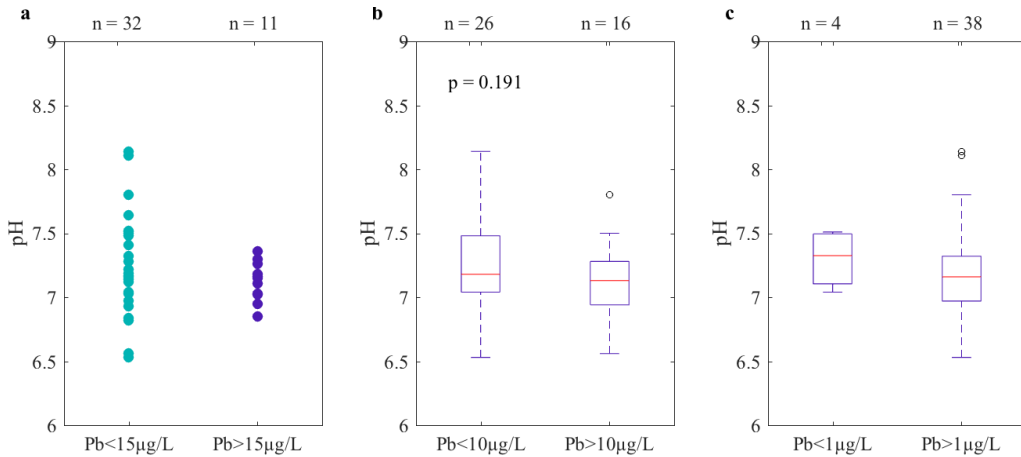 a
n = 32
n = 11
9
8.5
8
7.5
7
6.5
6
pH
Pb<15µg/L
Pb>15µg/L
b
n = 26
n = 16
9
p = 0.191
8.5
8
7.5
7
6.5
6
pH
Pb<10µg/L
Pb>10µg/L
c
n = 4
n = 38
9
8.5
8
7.5
7
6.5
6
pH
Pb<1µg/L
Pb>1µg/L